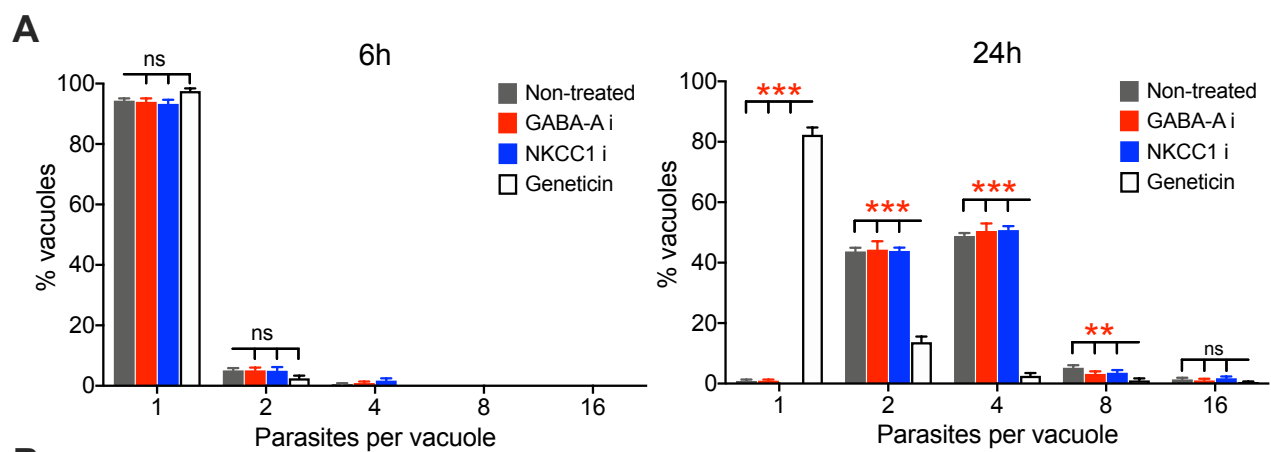 A
6h
ns
100
80
60
40
20
0
% vacuoles
ns
Non-treated
GABA-A i
NKCC1 i
Geneticin
1 2 4 8 16
Parasites per vacuole
24h
100
80
60
40
20
0
% vacuoles
***
***
***
**
ns
Non-treated
GABA-A i
NKCC1 i
Geneticin
1 2 4 8 16
Parasites per vacuole